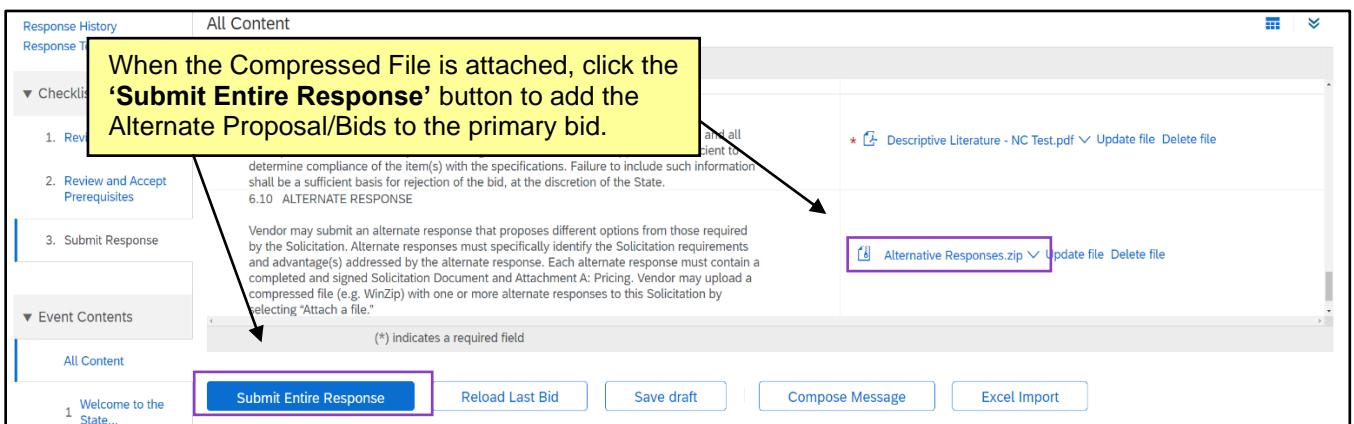 Response History
All Content
Response T
When the Compressed File is attached, click the
‘Submit Entire Response’ button to add the
Alternate Proposal/Bids to the primary bid.
▼ Checklis
1. Revi
and all
cient to
determine compliance of the item(s) with the specifications. Failure to include such information
shall be a sufficient basis for rejection of the bid, at the discretion of the State.
* Descriptive Literature - NC Test.pdf Update file Delete file
2. Review and Accept
Prerequisites
3. Submit Response
6.10 ALTERNATE RESPONSE
Vendor may submit an alternate response that proposes different options from those required
by the Solicitation. Alternate responses must specifically identify the Solicitation requirements
and advantage(s) addressed by the alternate response. Each alternate response must contain a
completed and signed Solicitation Document and Attachment A: Pricing. Vendor may upload a
compressed file (e.g. WinZip) with one or more alternate responses to this Solicitation by
selecting “Attach a file.”
Alternative Responses.zip Update file Delete file
▼ Event Contents
(*) indicates a required field
All Content
1 Welcome to the
State...
Submit Entire Response
Reload Last Bid
Save draft
Compose Message
Excel Import